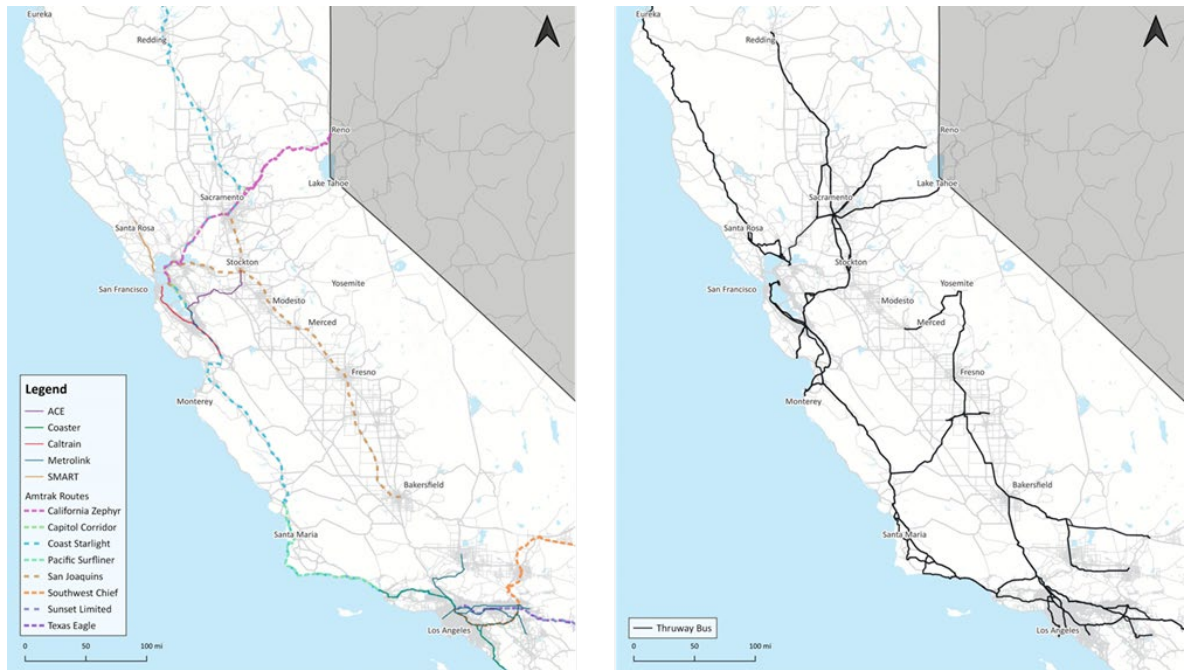 Eureka
Redding
Reno
Lake Tahoe
Sacramento
Santa Rosa
Stockton
San Francisco
Yosemite
Modesto
Merced
Fresno
Monterey
Bakersfield
Santa Maria
Los Angeles
Legend
ACE
Coaster
Caltrain
Metrolink
SMART
Amtrak Routes
California Zephyr
Capitol Corridor
Coast Starlight
Pacific Surfliner
San Joaquins
Southwest Chief
Sunset Limited
Texas Eagle
0 50 100 mi
Eureka
Redding
Reno
Lake Tahoe
Sacramento
Santa Rosa
Stockton
San Francisco
Yosemite
Modesto
Merced
Fresno
Monterey
Bakersfield
Santa Maria
Los Angeles
Thruway Bus
0 50 100 mi